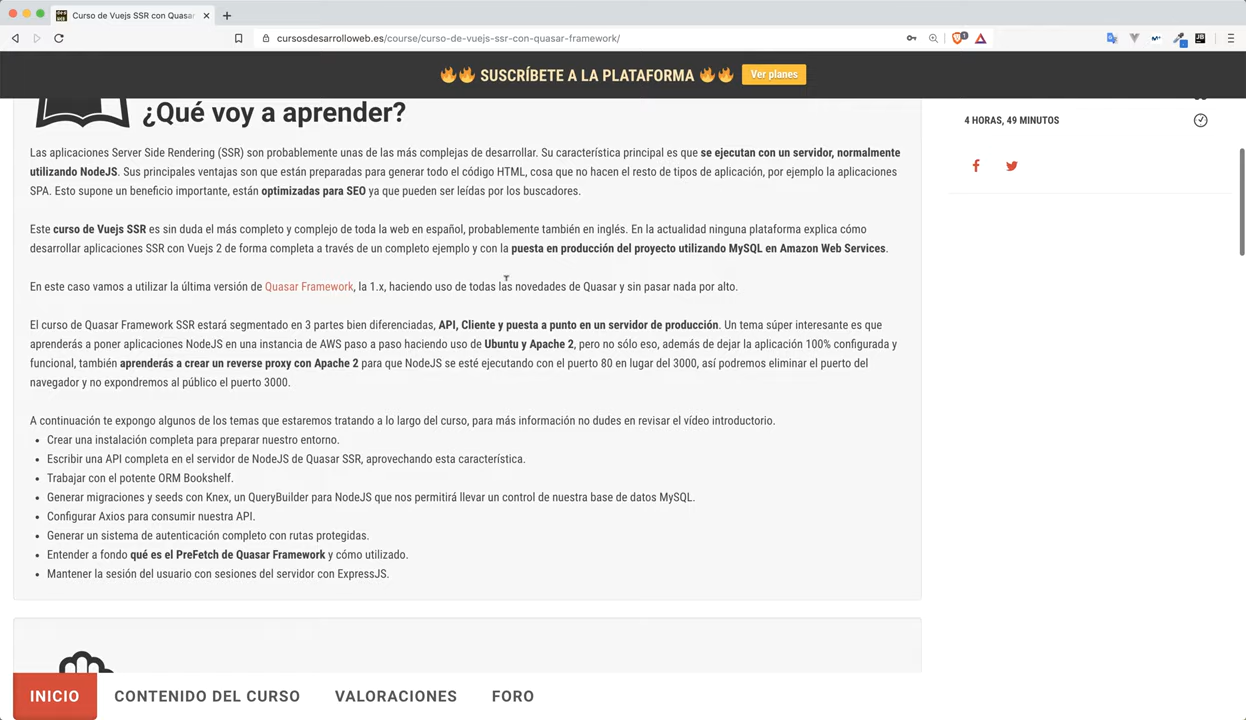 Curso de Vuejs SSR con Quasar
cursosdesarrolloweb.es/course/curso-de-vuejs-ssr-con-quasar-framework/
SUSCRÍBETE A LA PLATAFORMA
Ver planes
¿Qué voy a aprender?
4 HORAS, 49 MINUTOS
Las aplicaciones Server Side Rendering (SSR) son probablemente unas de las más complejas de desarrollar. Su característica principal es que se ejecutan con un servidor, normalmente
utilizando NodeJS. Sus principales ventajas son que están preparadas para generar todo el código HTML, cosa que no hacen el resto de tipos de aplicación, por ejemplo la aplicaciones
SPA. Esto supone un beneficio importante, están optimizadas para SEO ya que pueden ser leídas por los buscadores.
Este curso de Vuejs SSR es sin duda el más completo y complejo de toda la web en español, probablemente también en inglés. En la actualidad ninguna plataforma explica cómo
desarrollar aplicaciones SSR con Vuejs 2 de forma completa a través de un completo ejemplo y con la puesta en producción del proyecto utilizando MySQL en Amazon Web Services.
En este caso vamos a utilizar la última versión de Quasar Framework, la 1.x, haciendo uso de todas las novedades de Quasar y sin pasar nada por alto.
El curso de Quasar Framework SSR estará segmentado en 3 partes bien diferenciadas, API, Cliente y puesta a punto en un servidor de producción. Un tema súper interesante es que
aprenderás a poner aplicaciones NodeJS en una instancia de AWS paso a paso haciendo uso de Ubuntu y Apache 2, pero no sólo eso, además de dejar la aplicación 100% configurada y
funcional, también aprenderás a crear un reverse proxy con Apache 2 para que NodeJS se esté ejecutando con el puerto 80 en lugar del 3000, así podremos eliminar el puerto del
navegador y no expondremos al público el puerto 3000.
A continuación te expongo algunos de los temas que estaremos tratando a lo largo del curso, para más información no dudes en revisar el vídeo introductorio.
• Crear una instalación completa para preparar nuestro entorno.
• Escribir una API completa en el servidor de NodeJS de Quasar SSR, aprovechando esta característica.
• Trabajar con el potente ORM Bookshelf.
• Generar migraciones y seeds con Knex, un QueryBuilder para NodeJS que nos permitirá llevar un control de nuestra base de datos MySQL.
• Configurar Axios para consumir nuestra API.
• Generar un sistema de autenticación completo con rutas protegidas.
• Entender a fondo qué es el PreFetch de Quasar Framework y cómo utilizado.
• Mantener la sesión del usuario con sesiones del servidor con ExpressJS.
INICIO CONTENIDO DEL CURSO VALORACIONES FORO